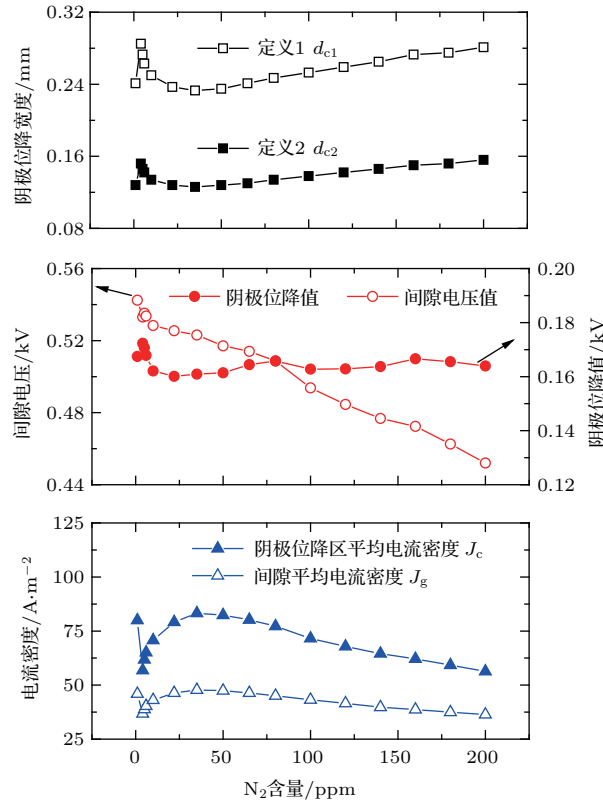 0.32
定义1 dc1
0.24
定义2 dc2
0.16
0.08
阴极位降宽度/mm
0.56
0.20
阴极位降值
间隙电压值
0.52
0.18
0.16
0.48
0.14
0.44
0.12
间隙电压/kV
阴极位降值/kV
125
阴极位降区平均电流密度 Jc
100
间隙平均电流密度 Jg
75
50
25
电流密度/A·m−2
0 50 100 150 200
N2含量/ppm